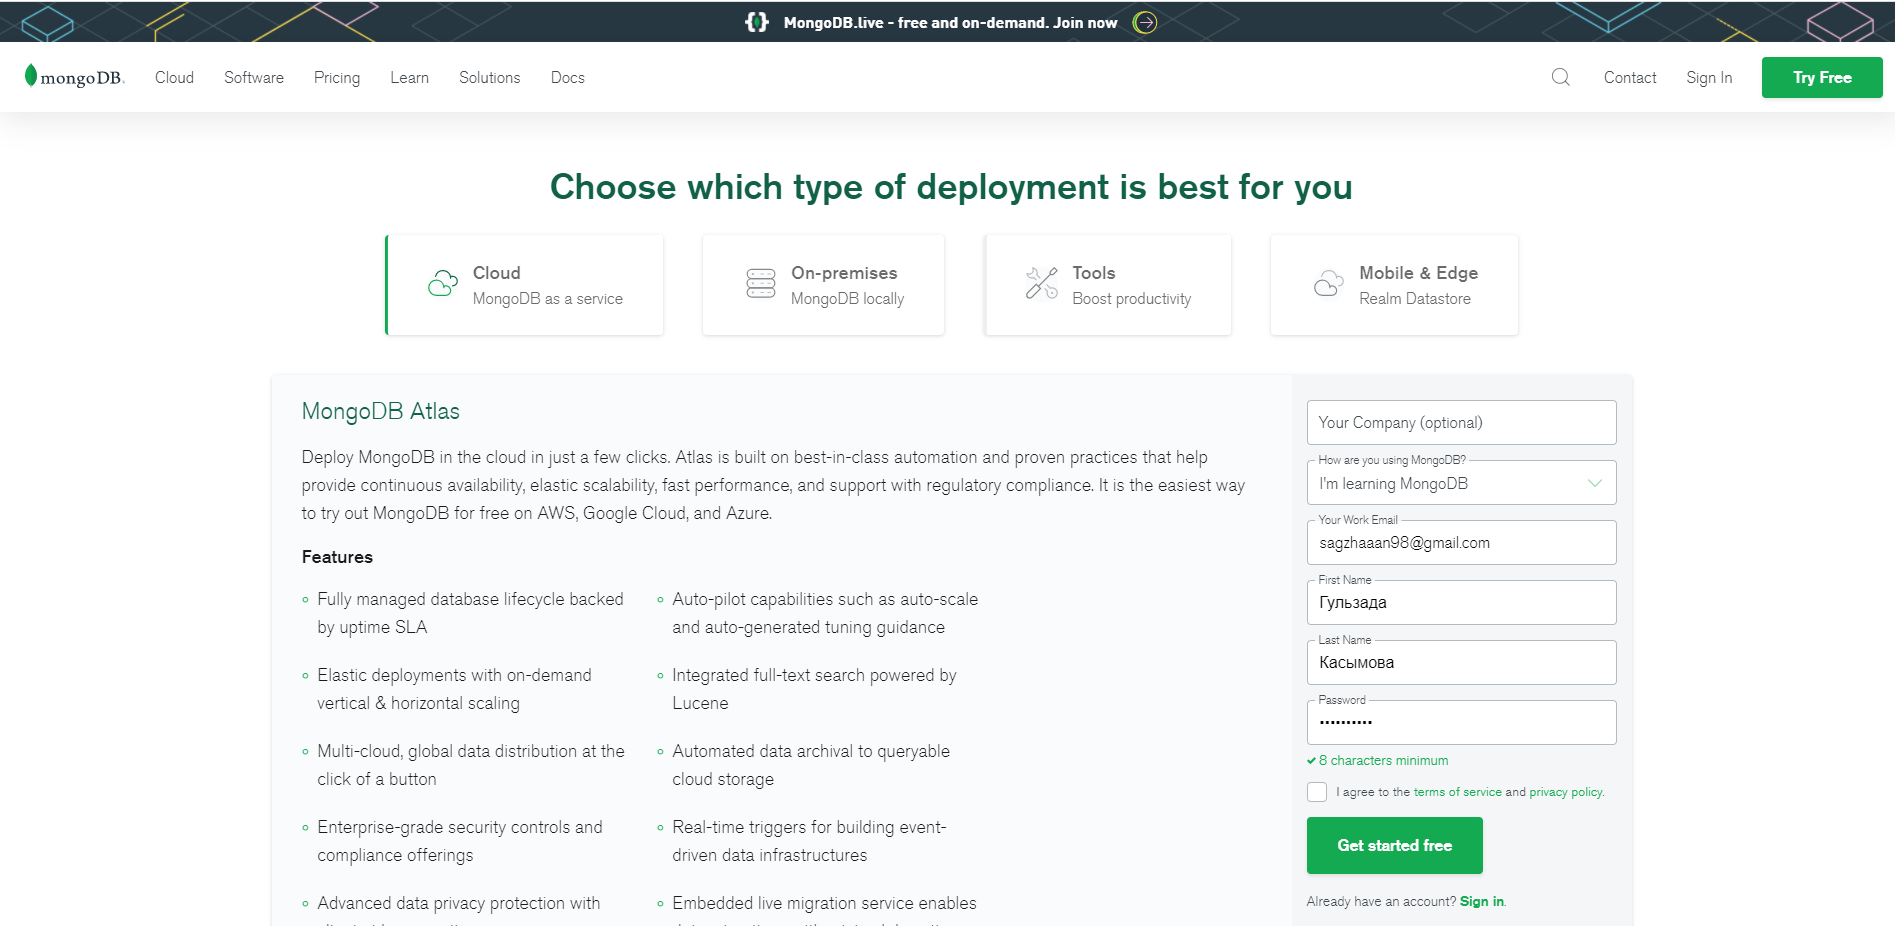 MongoDB.live - free and on-demand. Join now
mongoDB.
Cloud
Software
Pricing
Learn
Solutions
Docs
Contact
Sign In
Try Free
Choose which type of deployment is best for you
Cloud
MongoDB as a service
On-premises
MongoDB locally
Tools
Boost productivity
Mobile & Edge
Realm Datastore
MongoDB Atlas
Deploy MongoDB in the cloud in just a few clicks. Atlas is built on best-in-class automation and proven practices that help
provide continuous availability, elastic scalability, fast performance, and support with regulatory compliance. It is the easiest way
to try out MongoDB for free on AWS, Google Cloud, and Azure.
Features
Fully managed database lifecycle backed
by uptime SLA
Elastic deployments with on-demand
vertical & horizontal scaling
Multi-cloud, global data distribution at the
click of a button
Enterprise-grade security controls and
compliance offerings
Advanced data privacy protection with
Auto-pilot capabilities such as auto-scale
and auto-generated tuning guidance
Integrated full-text search powered by
Lucene
Automated data archival to queryable
cloud storage
Real-time triggers for building event-
driven data infrastructures
Embedded live migration service enables
Your Company (optional)
How are you using MongoDB?
I'm learning MongoDB
Your Work Email
sagzhaaan98@gmail.com
First Name
Гульзада
Last Name
Касымова
Password
••••••••••
8 characters minimum
I agree to the terms of service and privacy policy.
Get started free
Already have an account? Sign in.